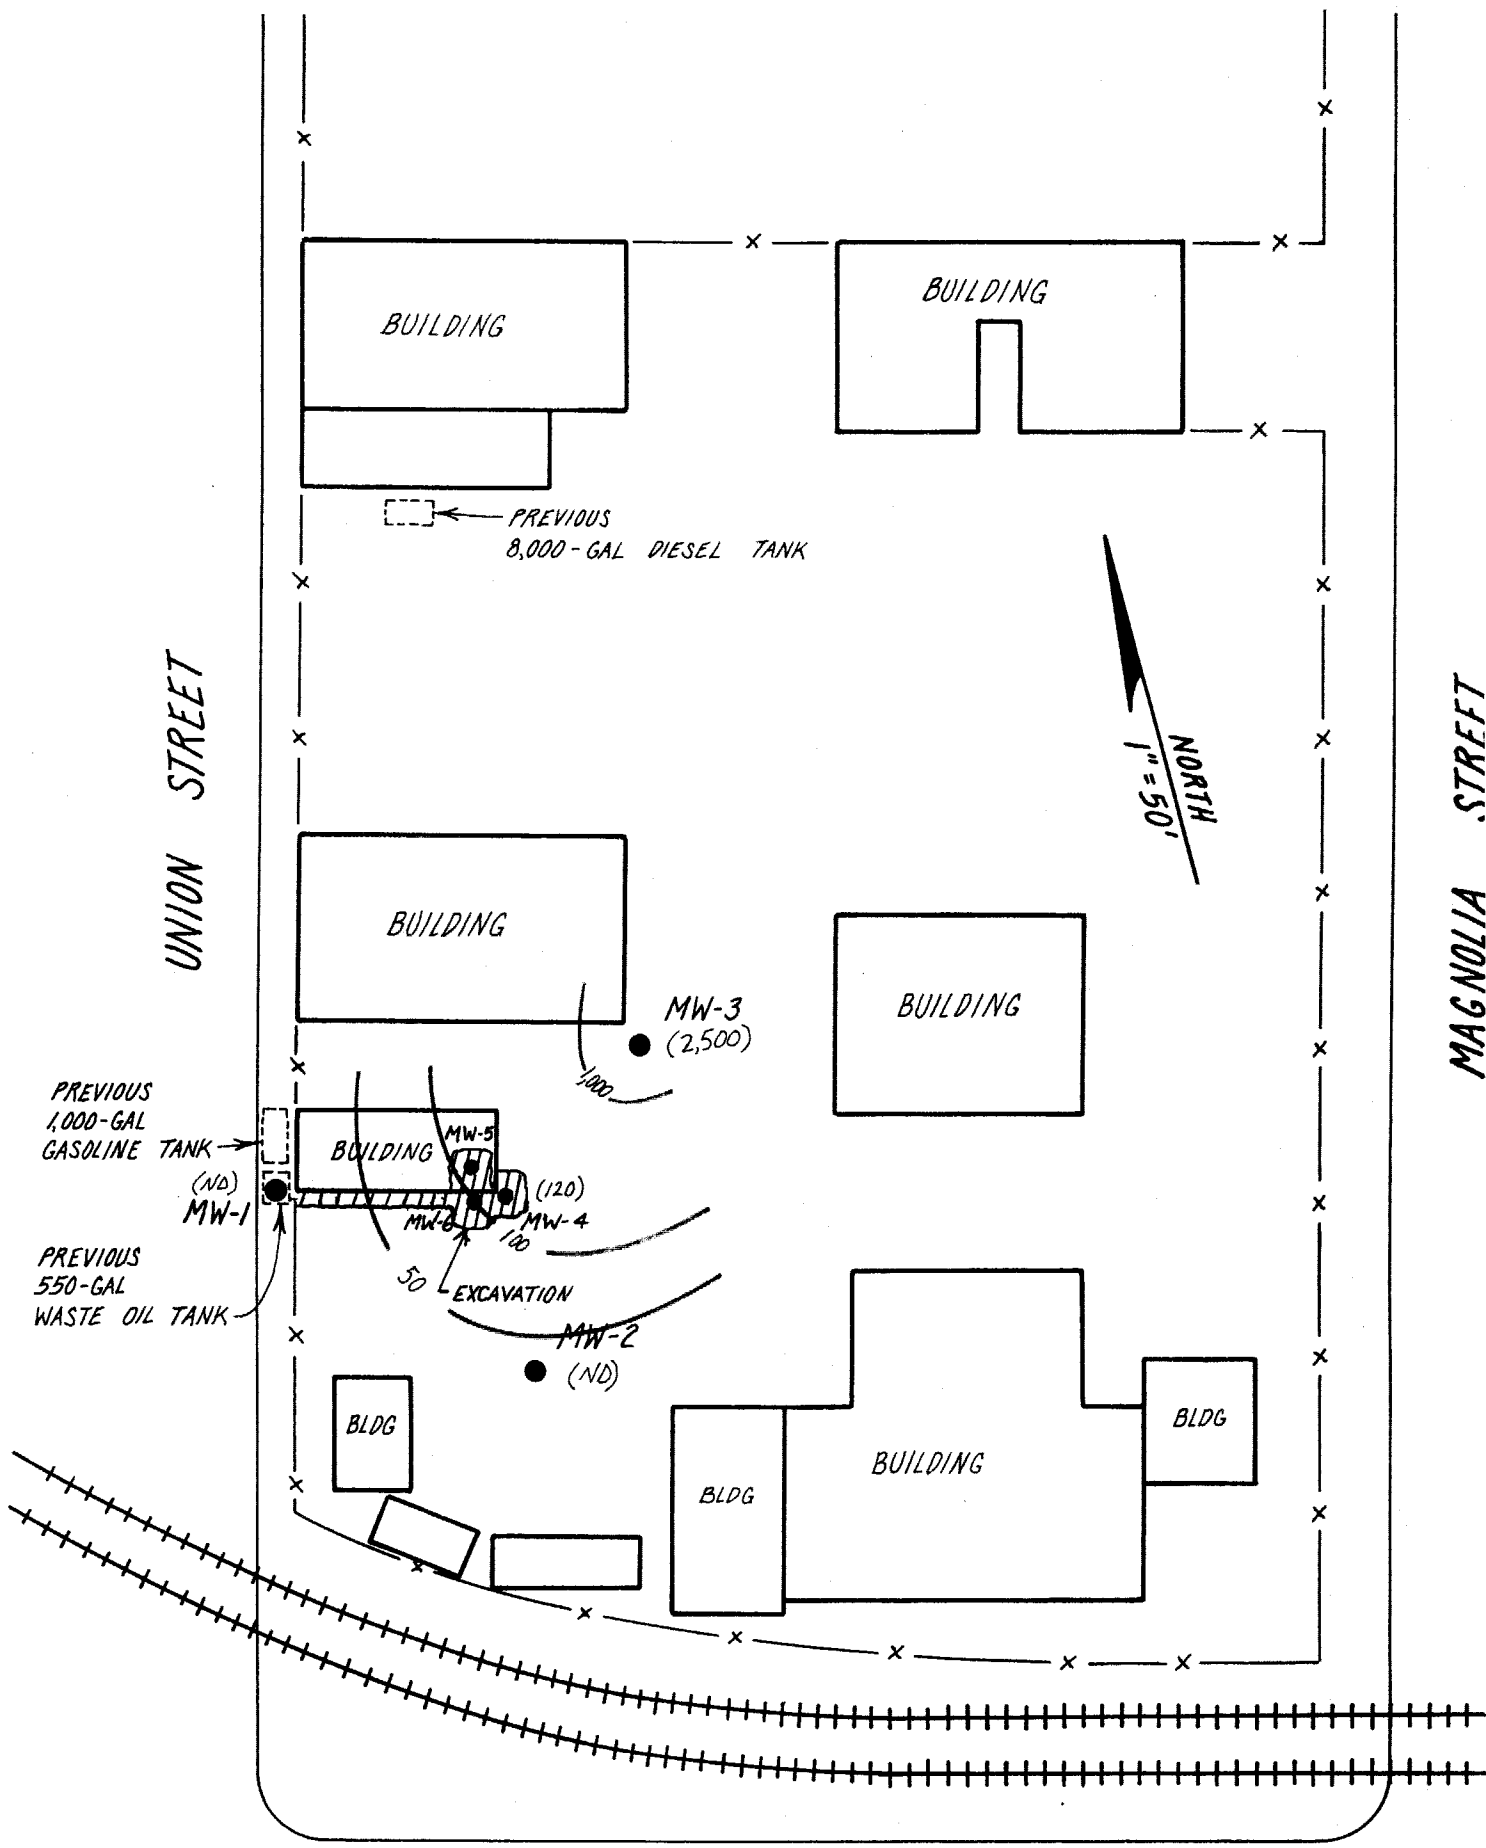 BUILDING
BUILDING
PREVIOUS
8,000-GAL DIESEL TANK
UNION STREET
NORTH
1" = 50'
MAGNOLIA STREET
BUILDING
BUILDING
MW-3
(2,500)
1,000
PREVIOUS
1,000-GAL
GASOLINE TANK
BUILDING
MW-5
(ND)
MW-1
(120)
MW-6
MW-4
100
PREVIOUS
550-GAL
WASTE OIL TANK
50
EXCAVATION
MW-2
(ND)
BLDG
BLDG
BUILDING
BLDG